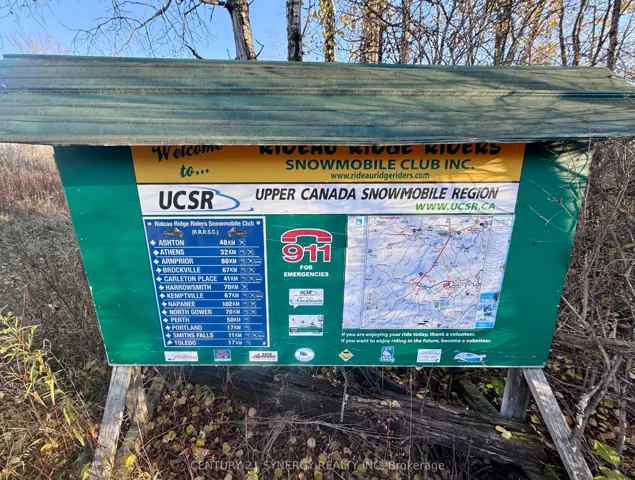 Welcome to...
RIDEAU RIDGE RIDERS
SNOWMOBILE CLUB INC.
www.rideauridgeriders.com
UCSR
UPPER CANADA SNOWMOBILE REGION
WWW.UCSR.CA
Rideau Ridge Riders Snowmobile Club
(R.R.R.S.C.)
ASHTON 48KM
ATHENS 32KM
ARNPRIOR 80KM
BROCKVILLE 67KM
CARLETON PLACE 41KM
HARROWSMITH 70KM
KEMPTVILLE 67KM
NAPANEE 102KM
NORTH GOWER 70KM
PERTH 50KM
PORTLAND 17KM
SMITHS FALLS 11KM
TOLEDO 17KM
911
FOR
EMERGENCIES
UCSR
Facebook
If you are enjoying your ride today, thank a volunteer.
If you want to enjoy riding in the future, become a volunteer.
CENTURY 21 SYNERGY REALTY INC., Brokerage